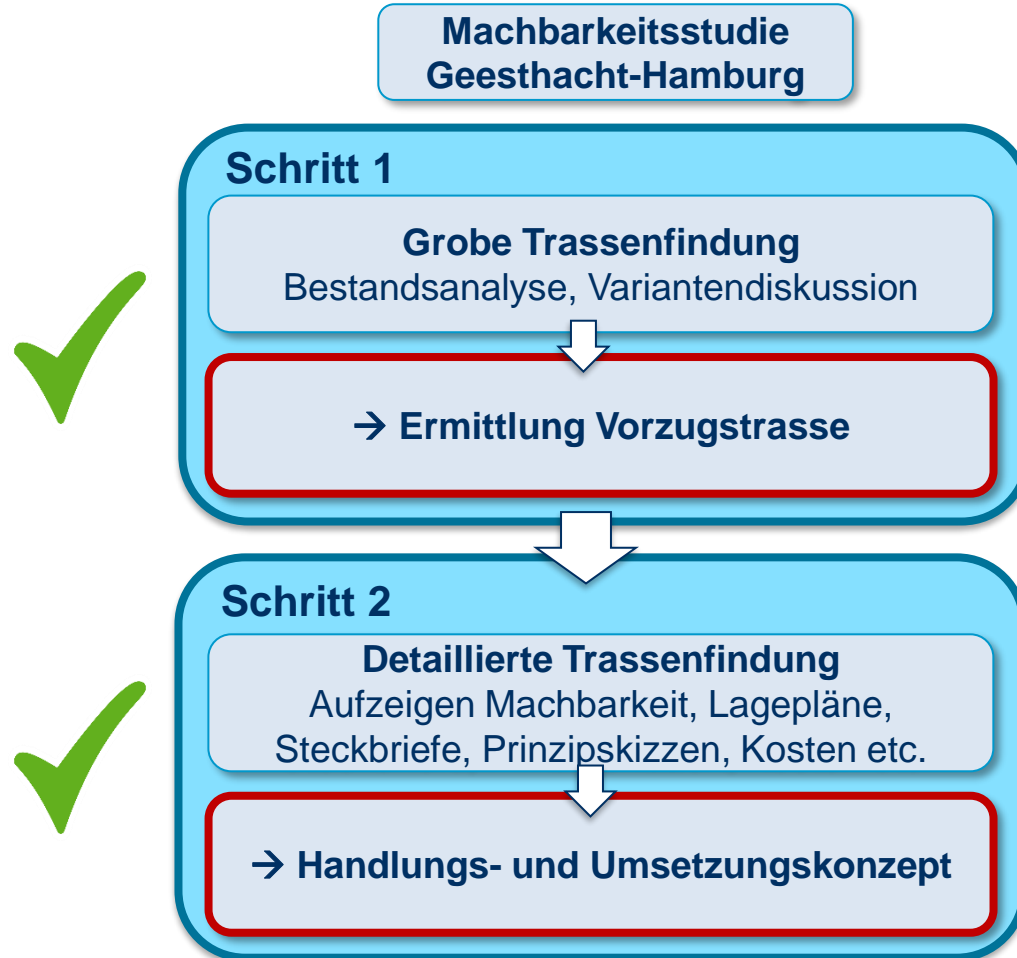 Machbarkeitsstudie
Geesthacht-Hamburg
Schritt 1
Grobe Trassenfindung
Bestandsanalyse, Variantendiskussion
→ Ermittlung Vorzugstrasse
Schritt 2
Detaillierte Trassenfindung
Aufzeigen Machbarkeit, Lagepläne,
Steckbriefe, Prinzipskizzen, Kosten etc.
→ Handlungs- und Umsetzungskonzept